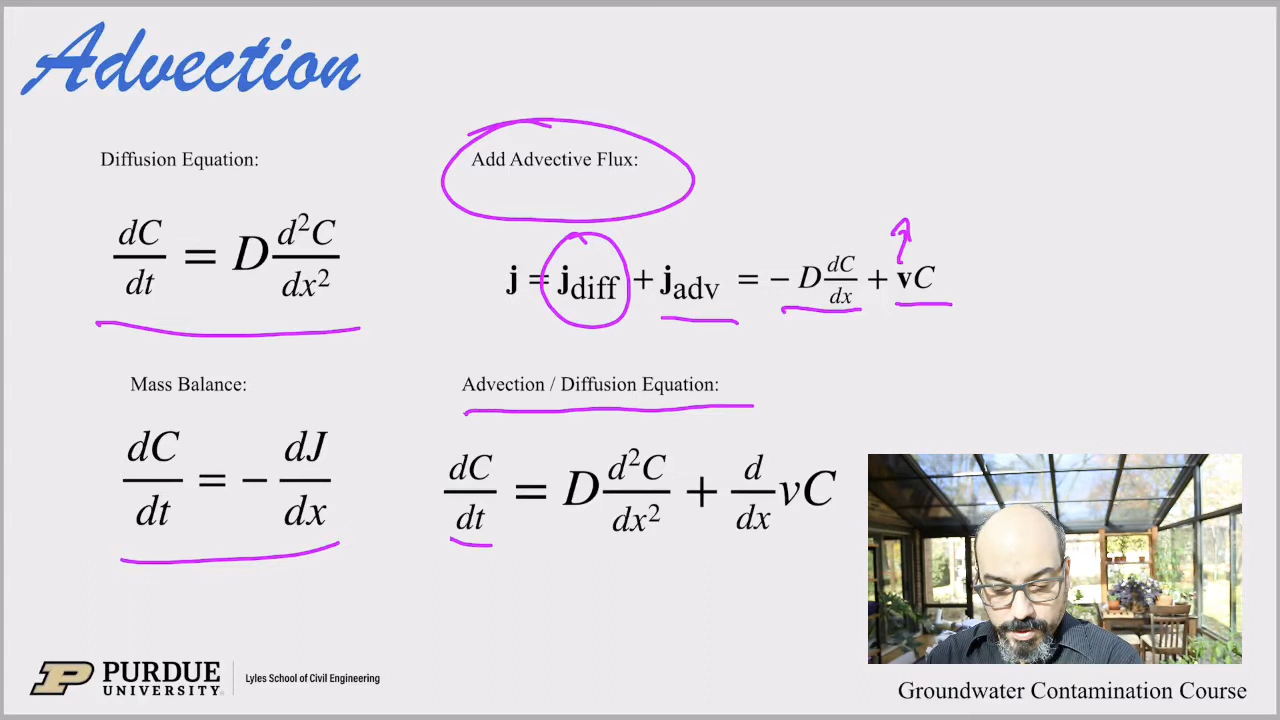 Advection
Diffusion Equation:
dC/dt = D d²C/dx²
Add Advective Flux:
j = j_diff + j_adv = − D dC/dx + vC
Mass Balance:
dC/dt = − dJ/dx
Advection / Diffusion Equation:
dC/dt = D d²C/dx² + d/dx vC
PURDUE
UNIVERSITY®
Lyles School of Civil Engineering
Groundwater Contamination Course